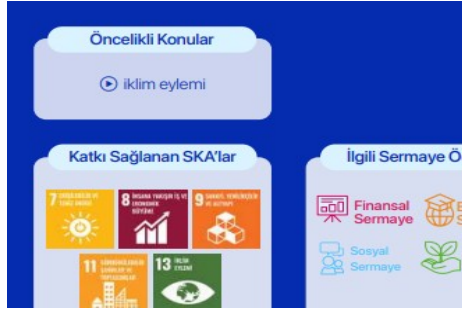 Öncelikli Konular
iklim eylemi
Katkı Sağlanan SKA'lar
İlgili Sermaye Ö
7 ERİŞİLEBİLİR VE
TEMİZ ENERJİ
8 İNSANA YAKIŞIR İŞ VE
EKONOMİK
BÜYÜME
9 SANAYİ, YENİLİKÇİLİK
VE ALTYAPI
11 SÜRDÜRÜLEBİLİR
ŞEHİRLER VE
TOPLULUKLAR
13 İKLİM
EYLEMİ
Finansal
Sermaye
Sosyal
Sermaye